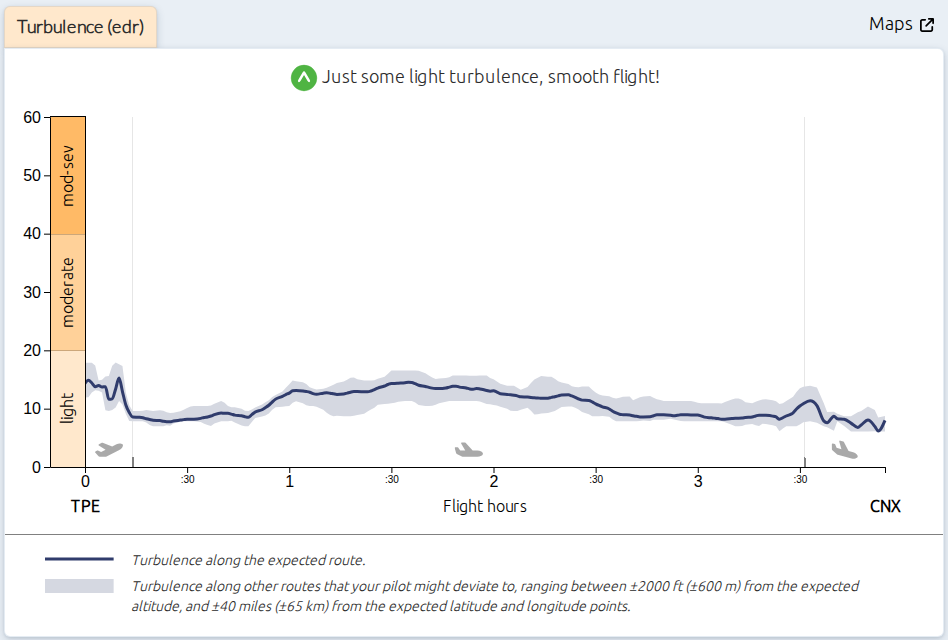 Turbulence (edr)
Maps
Just some light turbulence, smooth flight!
60
50
40
30
20
10
0
mod-sev
moderate
light
0 :30 1 :30 2 :30 3 :30
TPE Flight hours CNX
Turbulence along the expected route.
Turbulence along other routes that your pilot might deviate to, ranging between ±2000 ft (±600 m) from the expected
altitude, and ±40 miles (±65 km) from the expected latitude and longitude points.